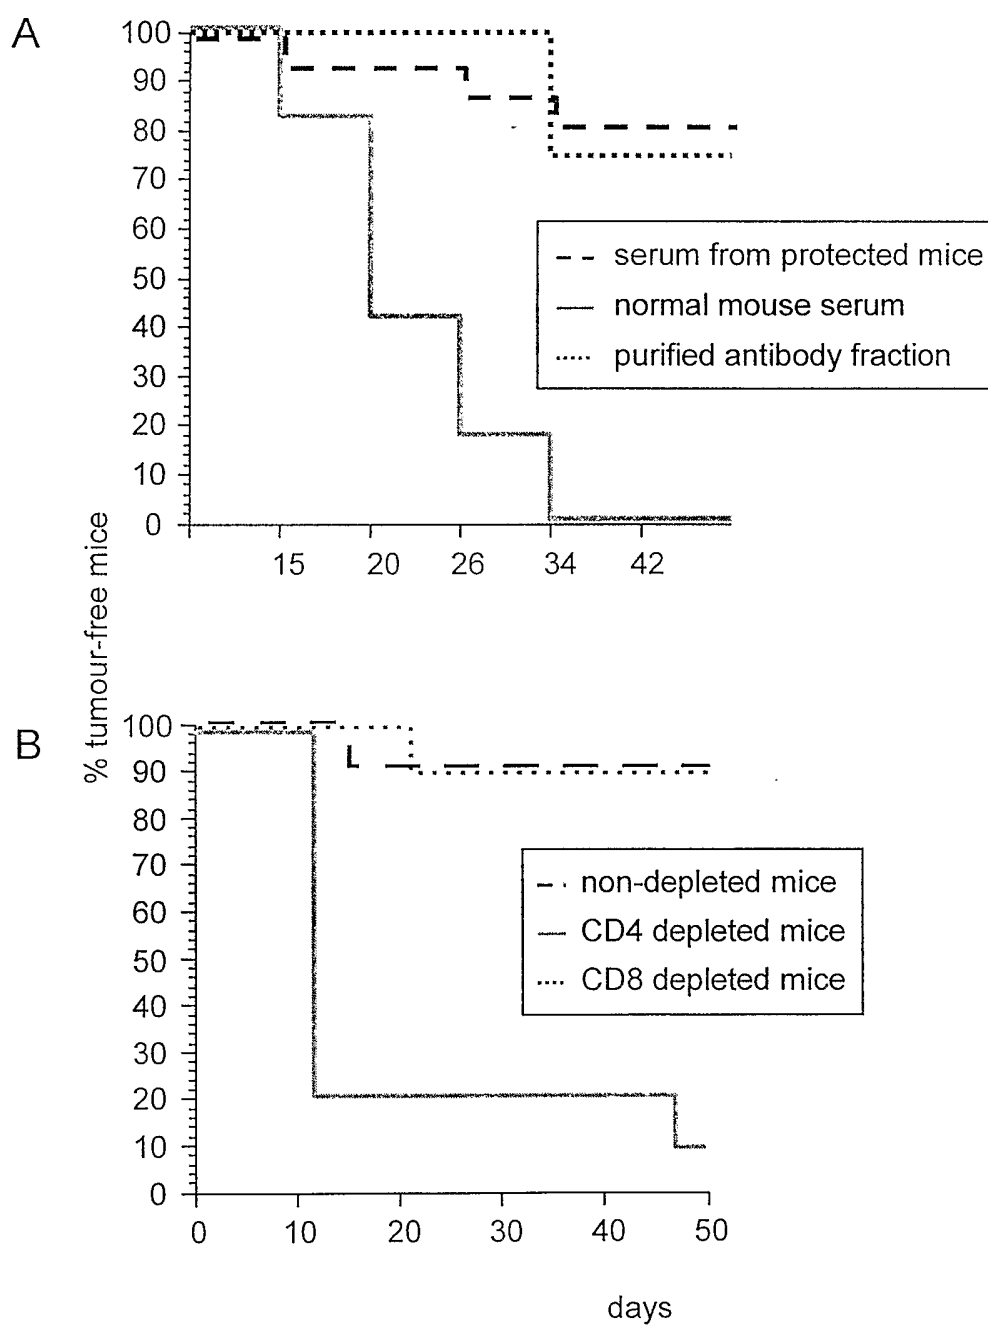 A
100
90
80
70
60
50
40
30
20
10
0
15 20 26 34 42
serum from protected mice
normal mouse serum
purified antibody fraction
% tumour-free mice
B
100
90
80
70
60
50
40
30
20
10
0
0 10 20 30 40 50
non-depleted mice
CD4 depleted mice
CD8 depleted mice
days